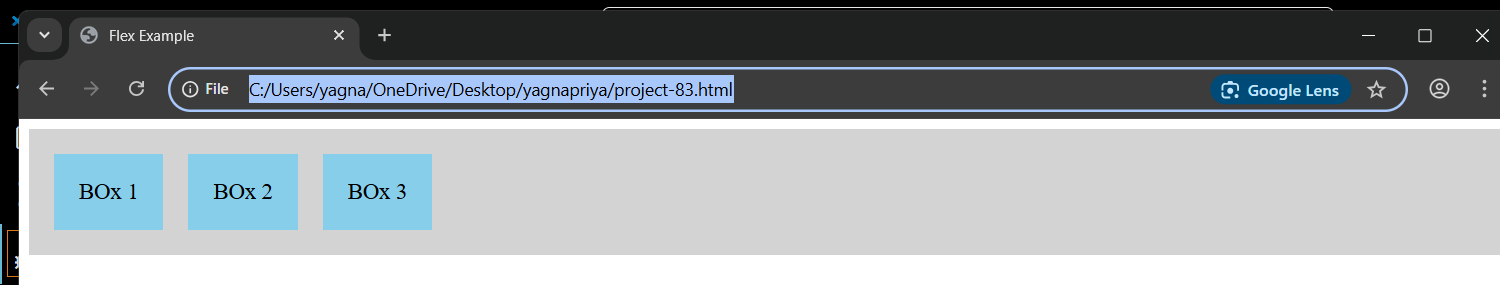 Flex Example
File C:/Users/yagna/OneDrive/Desktop/yagnapriya/project-83.html Google Lens
BOx 1 BOx 2 BOx 3